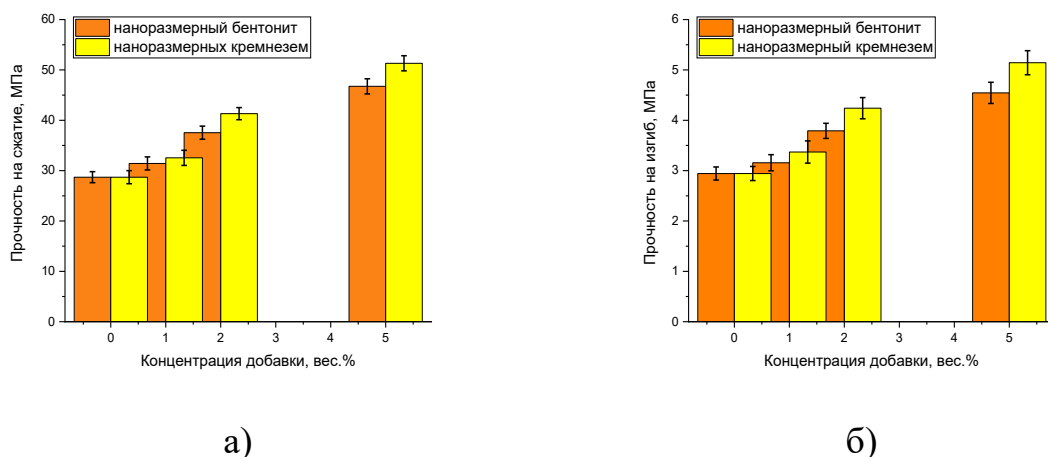 наноразмерный бентонит
наноразмерных кремнезем
Прочность на сжатие, МПа
60
50
40
30
20
10
0
0 1 2 3 4 5
Концентрация добавки, вес.%
а)
наноразмерный бентонит
наноразмерный кремнезем
Прочность на изгиб, МПа
6
5
4
3
2
1
0
0 1 2 3 4 5
Концентрация добавки, вес.%
б)